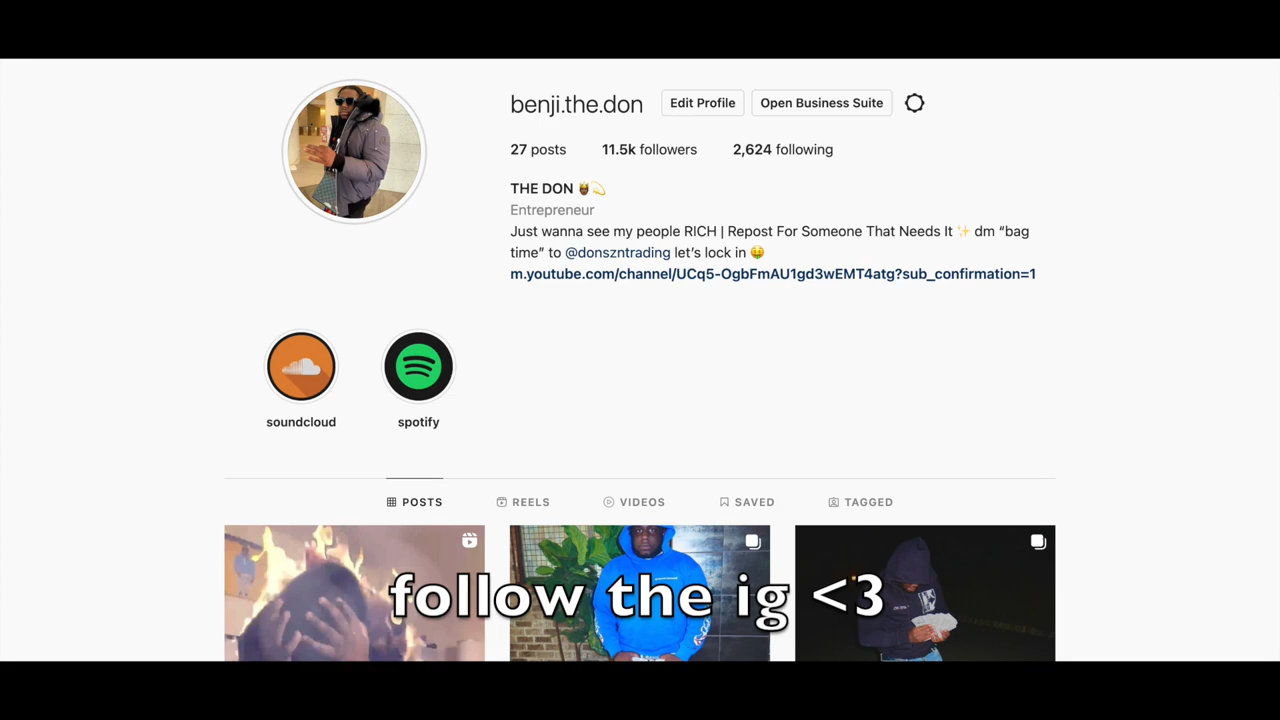 benji.the.don Edit Profile Open Business Suite
27 posts 11.5k followers 2,624 following
THE DON
Entrepreneur
Just wanna see my people RICH | Repost For Someone That Needs It ✨ dm “bag
time” to @donszntrading let’s lock in 🤑
m.youtube.com/channel/UCq5-OgbFmAU1gd3wEMT4atg?sub_confirmation=1
soundcloud spotify
POSTS REELS VIDEOS SAVED TAGGED
follow the ig <3